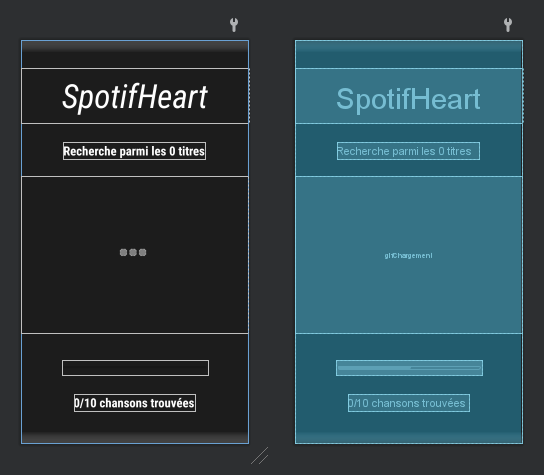 SpotifHeart
Recherche parmi les 0 titres
0/10 chansons trouvées
SpotifHeart
Recherche parmi les 0 titres
gifChargement
0/10 chansons trouvées